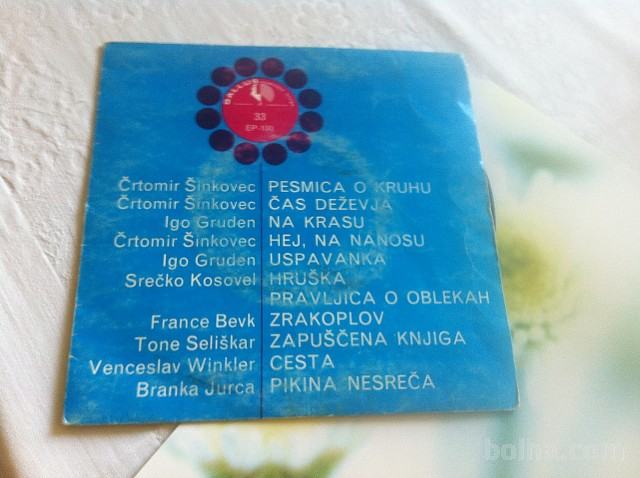 BALLUS
33
EP-100
Črtomir Šinkovec PESMICA O KRUHU
Črtomir Šinkovec ČAS DEŽEVJA
Igo Gruden NA KRASU
Črtomir Šinkovec HEJ, NA NANOSU
Igo Gruden USPAVANKA
Srečko Kosovel HRUŠKA
PRAVLJICA O OBLEKAH
France Bevk ZRAKOPLOV
Tone Seliškar ZAPUŠČENA KNJIGA
Venceslav Winkler CESTA
Branka Jurca PIKINA NESREČA
bolha.com